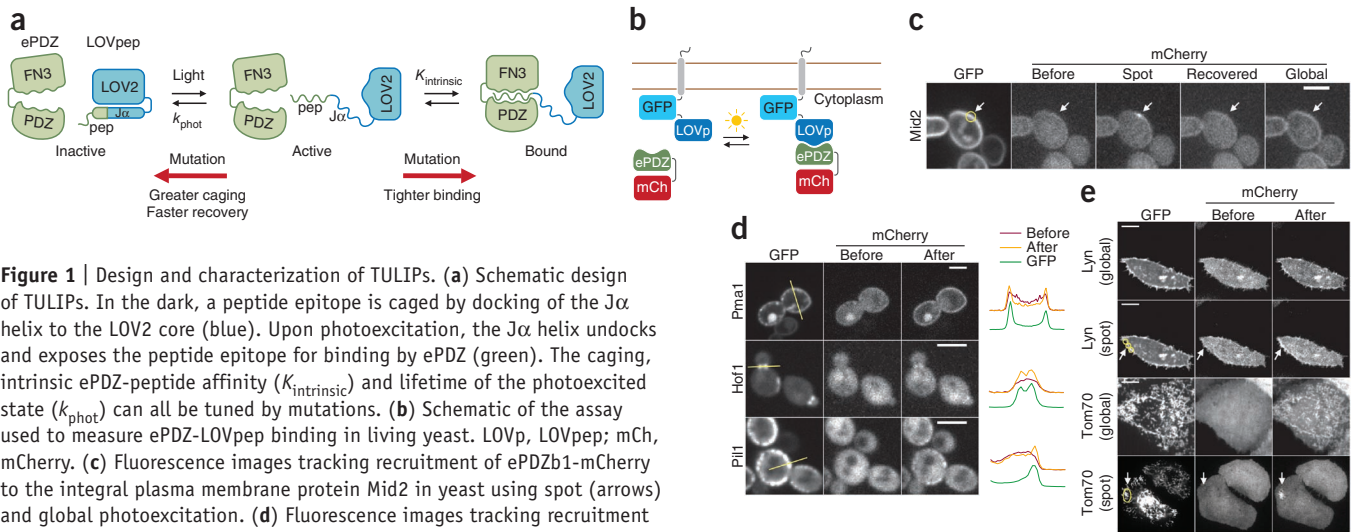 a
ePDZ
LOVpep
FN3
PDZ
LOV2
Jα
pep
Inactive
Light
kphot
FN3
PDZ
pep
Jα
LOV2
Active
Kintrinsic
FN3
PDZ
LOV2
Bound
Mutation
Greater caging
Faster recovery
Mutation
Tighter binding
b
GFP
LOVp
ePDZ
mCh
Cytoplasm
GFP
LOVp
ePDZ
mCh
c
mCherry
GFP
Before
Spot
Recovered
Global
Mid2
Figure 1 | Design and characterization of TULIPs. (a) Schematic design
of TULIPs. In the dark, a peptide epitope is caged by docking of the Jα
helix to the LOV2 core (blue). Upon photoexcitation, the Jα helix undocks
and exposes the peptide epitope for binding by ePDZ (green). The caging,
intrinsic ePDZ-peptide affinity (Kintrinsic) and lifetime of the photoexcited
state (kphot) can all be tuned by mutations. (b) Schematic of the assay
used to measure ePDZ-LOVpep binding in living yeast. LOVp, LOVpep; mCh,
mCherry. (c) Fluorescence images tracking recruitment of ePDZb1-mCherry
to the integral plasma membrane protein Mid2 in yeast using spot (arrows)
and global photoexcitation. (d) Fluorescence images tracking recruitment
d
mCherry
GFP
Before
After
Before
After
GFP
Pma1
Hof1
Pil1
e
mCherry
GFP
Before
After
Lyn
(global)
Lyn
(spot)
Tom70
(global)
Tom70
(spot)